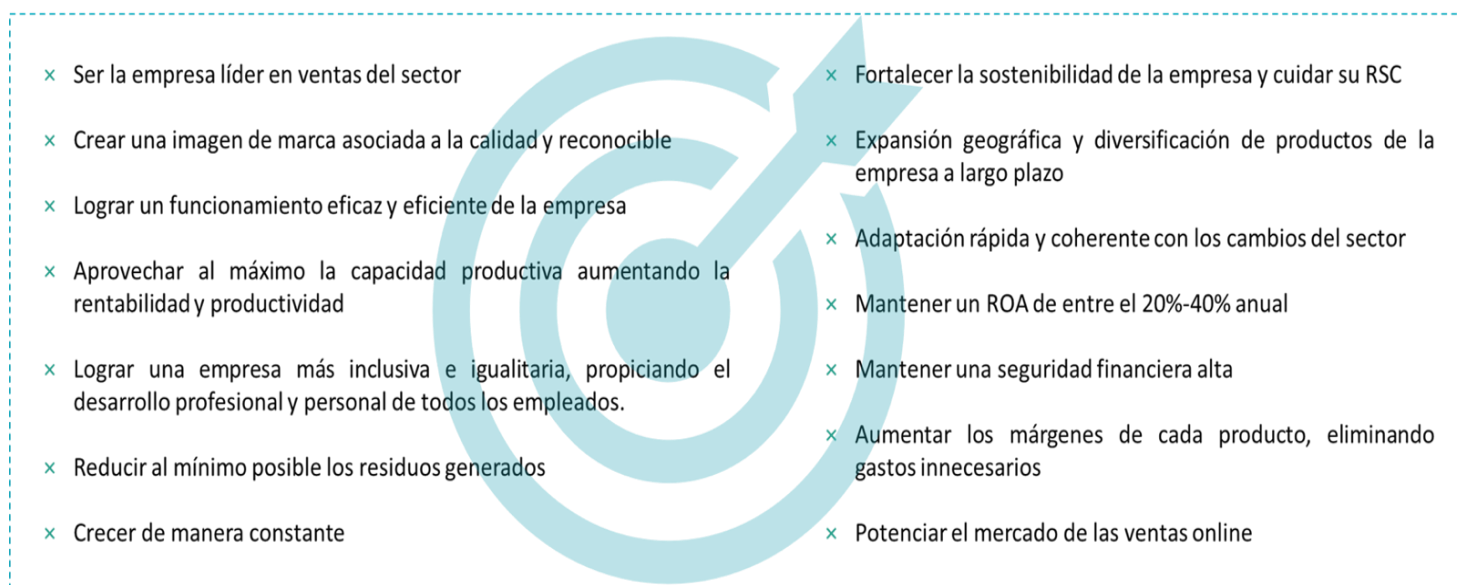 × Ser la empresa líder en ventas del sector
× Crear una imagen de marca asociada a la calidad y reconocible
× Lograr un funcionamiento eficaz y eficiente de la empresa
× Aprovechar al máximo la capacidad productiva aumentando la
rentabilidad y productividad
× Lograr una empresa más inclusiva e igualitaria, propiciando el
desarrollo profesional y personal de todos los empleados.
× Reducir al mínimo posible los residuos generados
× Crecer de manera constante
× Fortalecer la sostenibilidad de la empresa y cuidar su RSC
× Expansión geográfica y diversificación de productos de la
empresa a largo plazo
× Adaptación rápida y coherente con los cambios del sector
× Mantener un ROA de entre el 20%-40% anual
× Mantener una seguridad financiera alta
× Aumentar los márgenes de cada producto, eliminando
gastos innecesarios
× Potenciar el mercado de las ventas online